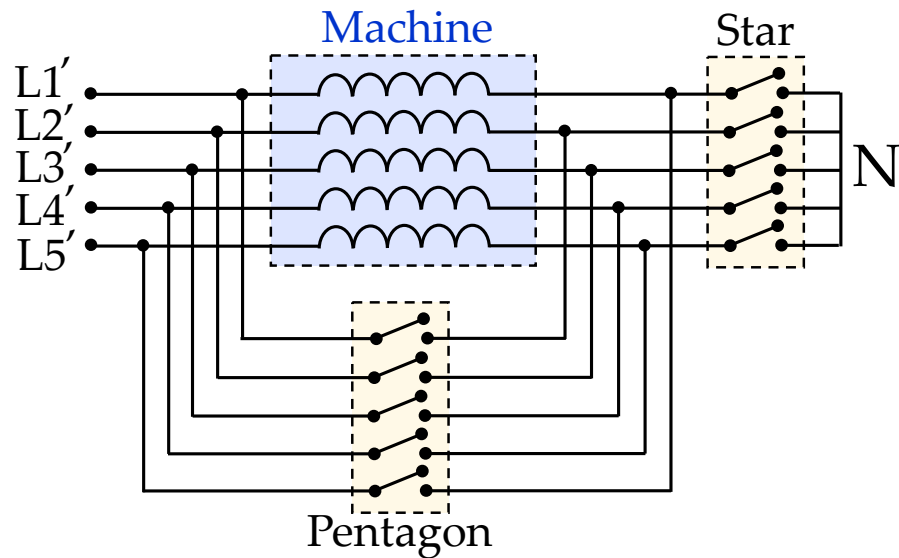 Machine
Star
L1′
L2′
L3′
L4′
L5′
N
Pentagon